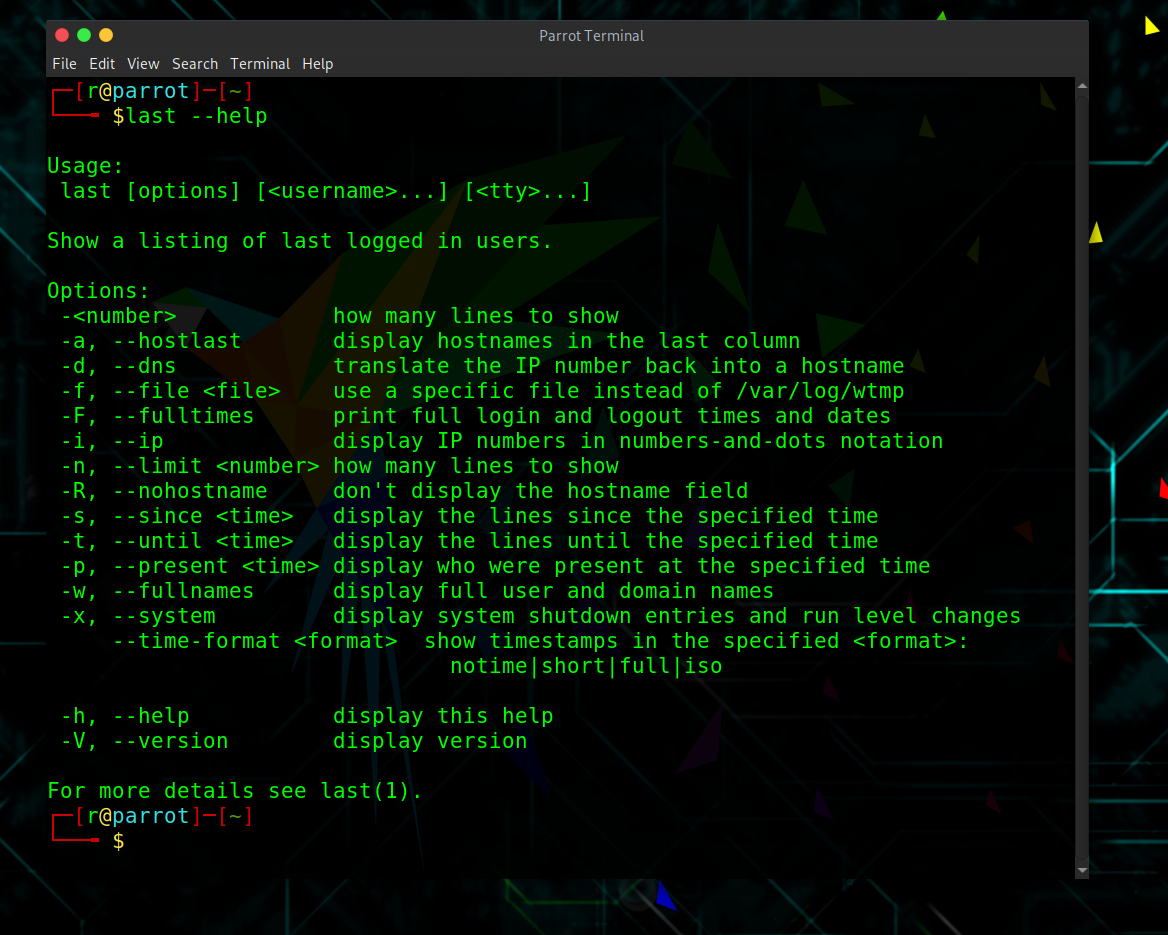 Parrot Terminal
File Edit View Search Terminal Help
┌─[r@parrot]─[~]
└──╼ $last --help

Usage:
 last [options] [<username>...] [<tty>...]

Show a listing of last logged in users.

Options:
 -<number>            how many lines to show
 -a, --hostlast       display hostnames in the last column
 -d, --dns            translate the IP number back into a hostname
 -f, --file <file>    use a specific file instead of /var/log/wtmp
 -F, --fulltimes      print full login and logout times and dates
 -i, --ip             display IP numbers in numbers-and-dots notation
 -n, --limit <number> how many lines to show
 -R, --nohostname     don't display the hostname field
 -s, --since <time>   display the lines since the specified time
 -t, --until <time>   display the lines until the specified time
 -p, --present <time> display who were present at the specified time
 -w, --fullnames      display full user and domain names
 -x, --system         display system shutdown entries and run level changes
     --time-format <format>  show timestamps in the specified <format>:
                               notime|short|full|iso

 -h, --help           display this help
 -V, --version        display version

For more details see last(1).
┌─[r@parrot]─[~]
└──╼ $